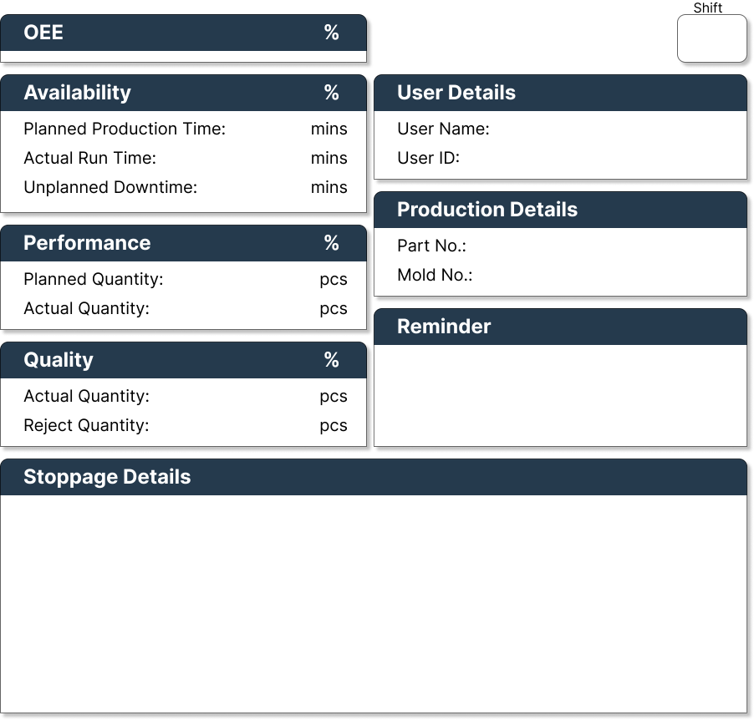 Shift
OEE %
Availability %
Planned Production Time: mins
Actual Run Time: mins
Unplanned Downtime: mins
Performance %
Planned Quantity: pcs
Actual Quantity: pcs
Quality %
Actual Quantity: pcs
Reject Quantity: pcs
User Details
User Name:
User ID:
Production Details
Part No.:
Mold No.:
Reminder
Stoppage Details